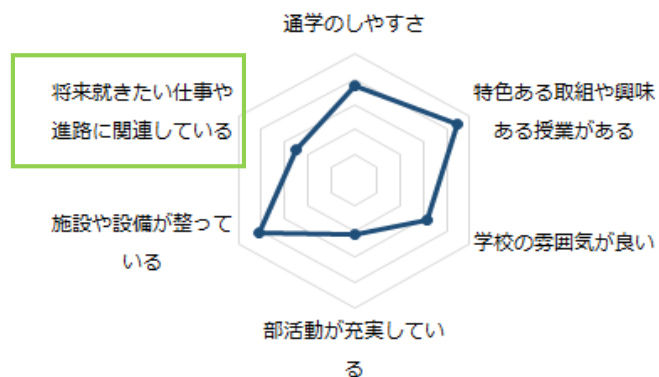 通学のしやすさ
将来就きたい仕事や
進路に関連している
特色ある取組や興味
ある授業がある
施設や設備が整って
いる
学校の雰囲気が良い
部活動が充実してい
る